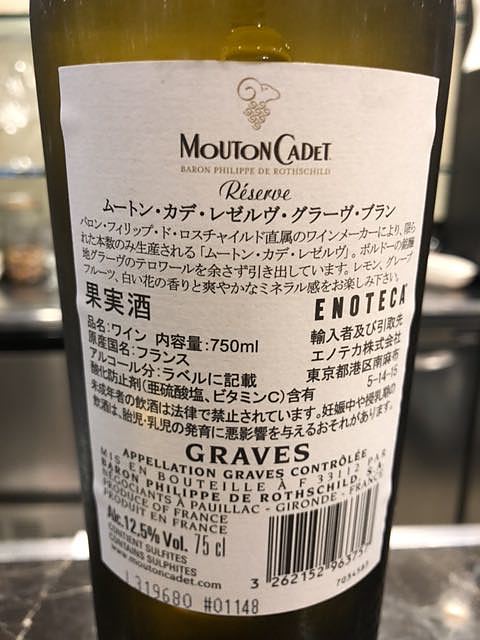 MOUTON CADET
BARON PHILIPPE DE ROTHSCHILD
Réserve
ムートン・カデ・レゼルヴ・グラーヴ・ブラン
バロン・フィリップ・ド・ロスチャイルド直属のワインメーカーにより、限ら
れた本数のみ生産される「ムートン・カデ・レゼルヴ」。ボルドーの銘醸
地グラーヴのテロワールを余さず引き出しています。レモン、グレープ
フルーツ、白い花の香りと爽やかなミネラル感をお楽しみ下さい。
果実酒
ENOTECA
品名:ワイン 内容量:750ml
原産国名:フランス
アルコール分:ラベルに記載
輸入者及び引取先
エノテカ株式会社
東京都港区南麻布
5-14-15
酸化防止剤(亜硫酸塩、ビタミンC)含有
未成年者の飲酒は法律で禁止されています。妊娠中や授乳期の
飲酒は、胎児・乳児の発育に悪影響を与えるおそれがあります。
GRAVES
APPELLATION GRAVES CONTRÔLÉE
MIS EN BOUTEILLE À F 33112 PAR
BARON PHILIPPE DE ROTHSCHILD S.A.
NÉGOCIANTS À PAUILLAC - GIRONDE - FRANCE
PRODUCE OF FRANCE
PRODUIT EN FRANCE
Alc.12.5% Vol. 75 cl
CONTIENT SULFITES
CONTAINS SULPHITES
www.moutoncadet.com
3 262152 963757
7034583
L319680 #01148